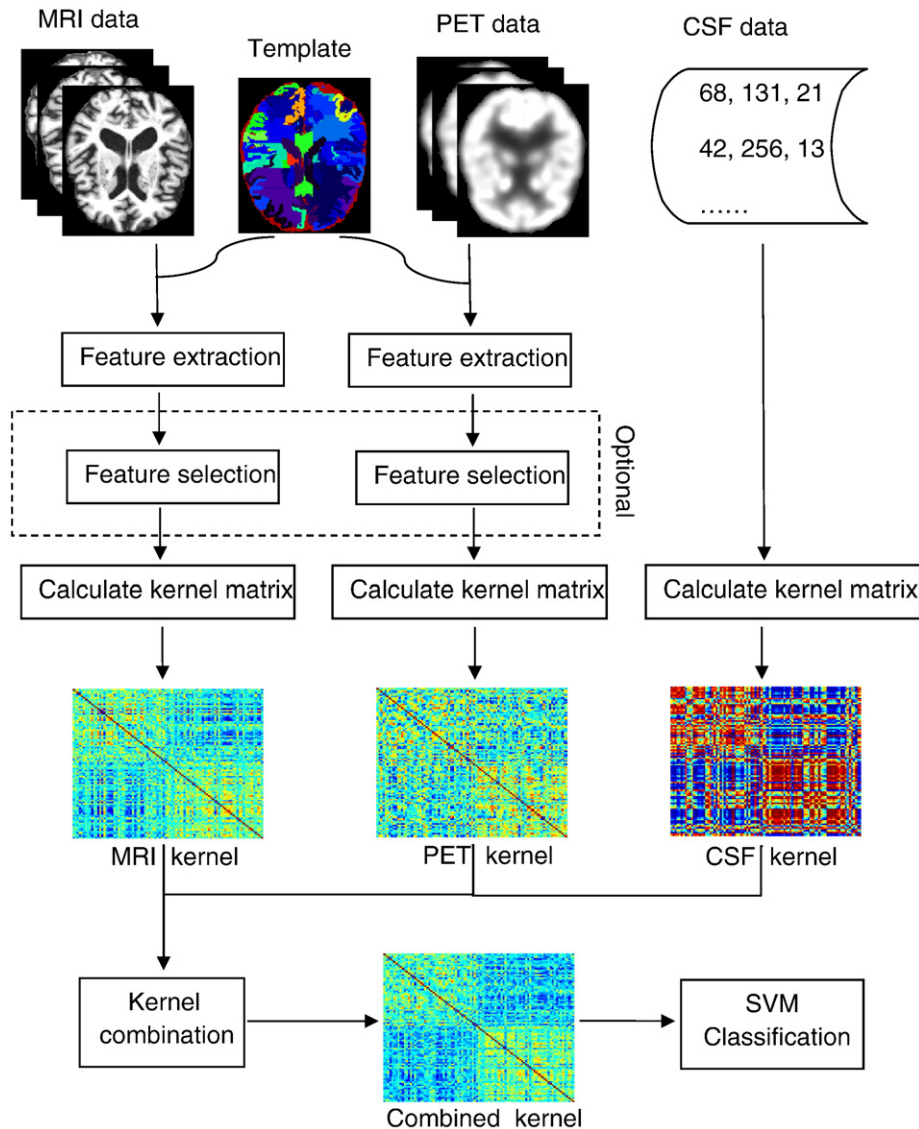 MRI data
Template
PET data
CSF data
68, 131, 21
42, 256, 13
......
Feature extraction
Feature extraction
Optional
Feature selection
Feature selection
Calculate kernel matrix
Calculate kernel matrix
Calculate kernel matrix
MRI kernel
PET kernel
CSF kernel
Kernel
combination
SVM
Classification
Combined kernel